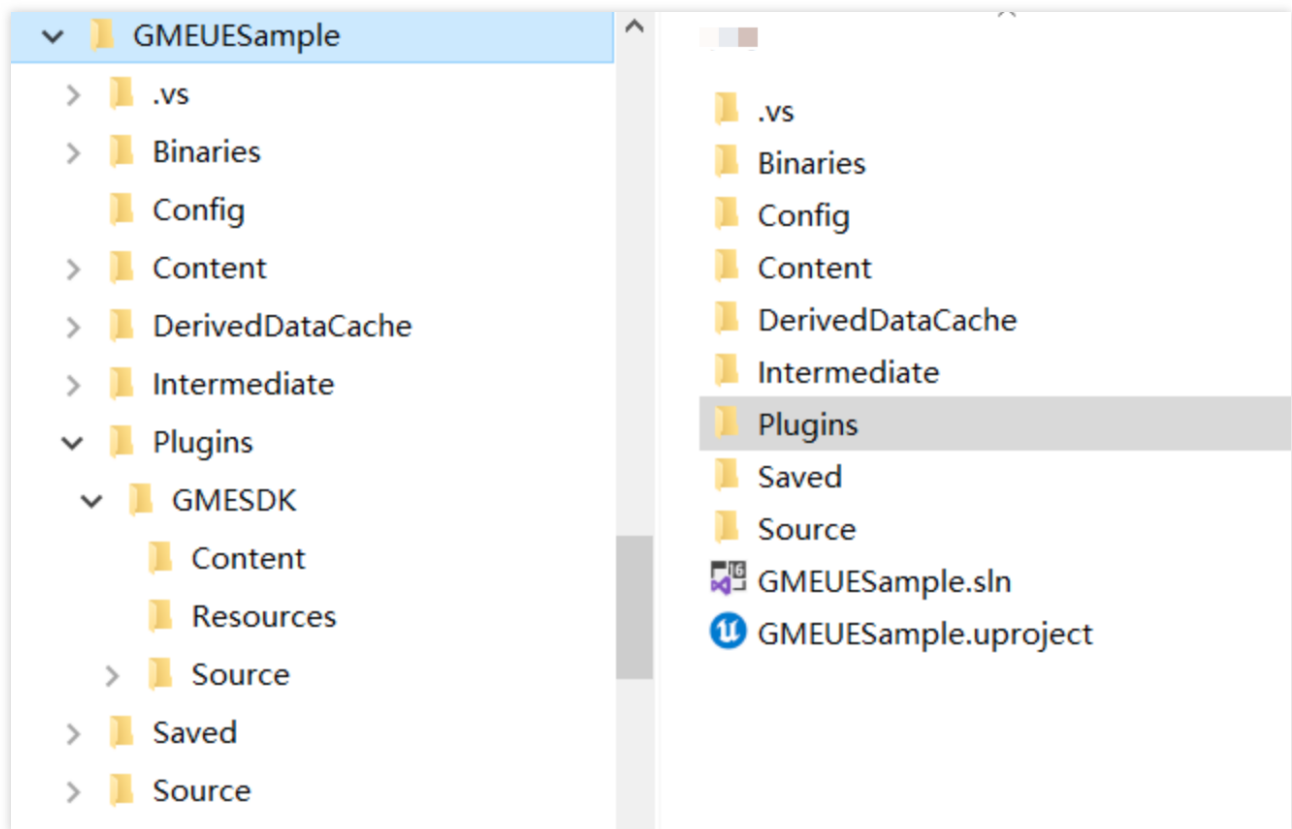 GMEUESample
.vs
Binaries
Config
Content
DerivedDataCache
Intermediate
Plugins
GMESDK
Content
Resources
Source
Saved
Source
.vs
Binaries
Config
Content
DerivedDataCache
Intermediate
Plugins
Saved
Source
16
GMEUESample.sln
GMEUESample.uproject